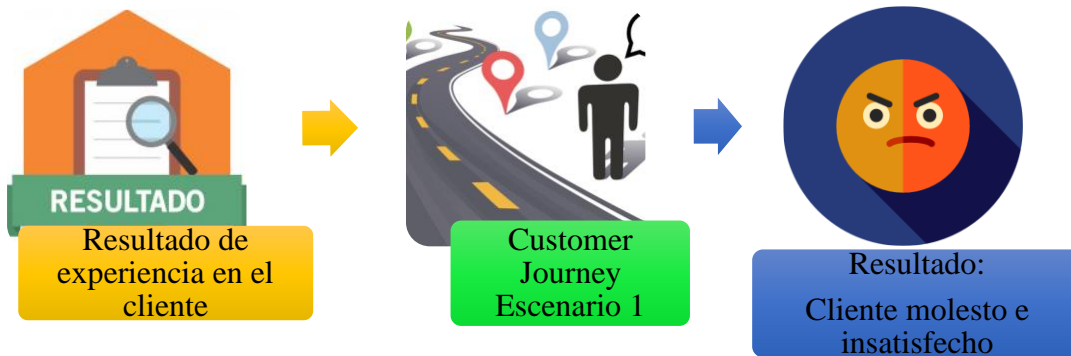 RESULTADO
Resultado de
experiencia en el
cliente
Customer
Journey
Escenario 1
Resultado:
Cliente molesto e
insatisfecho